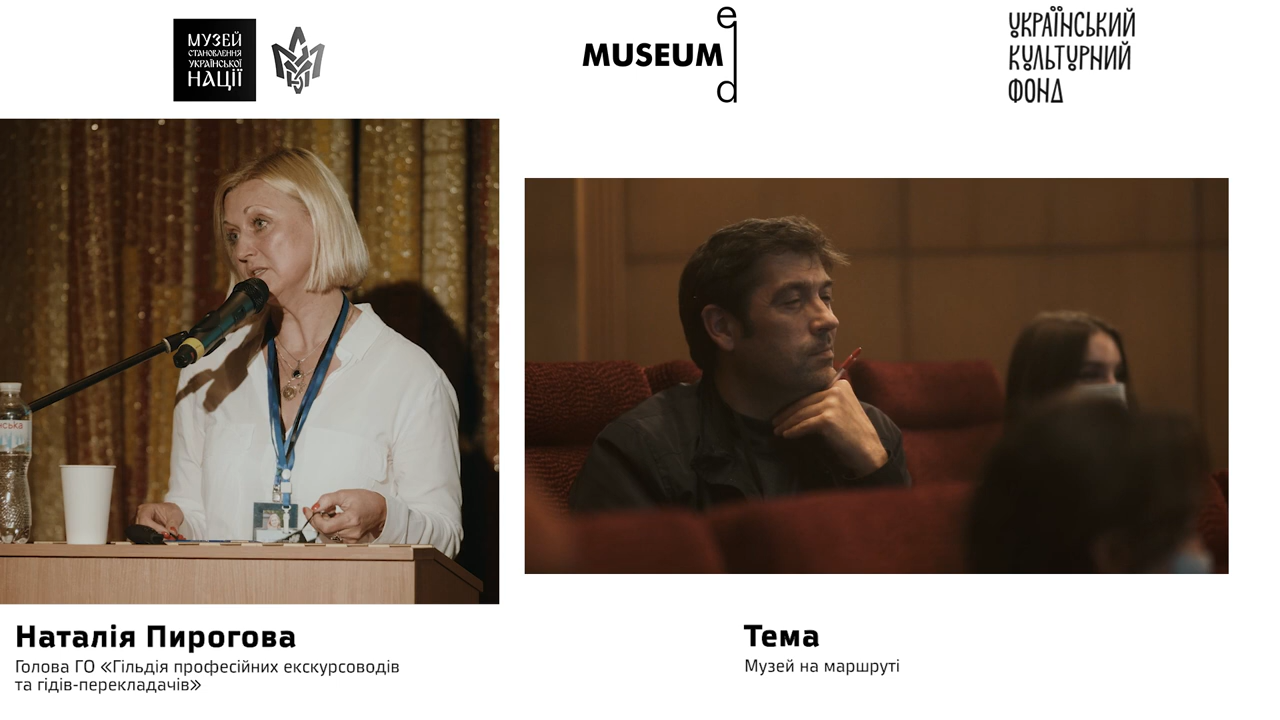 МУЗЕЙ
СТАНОВЛЕННЯ
УКРАЇНСЬКОЇ
НАЦІЇ
MUSEUM
ed
УКРАЇНСЬКИЙ
КУЛЬТУРНИЙ
ФОНД
Наталія Пирогова
Голова ГО «Гільдія професійних екскурсоводів
та гідів-перекладачів»
Тема
Музей на маршруті